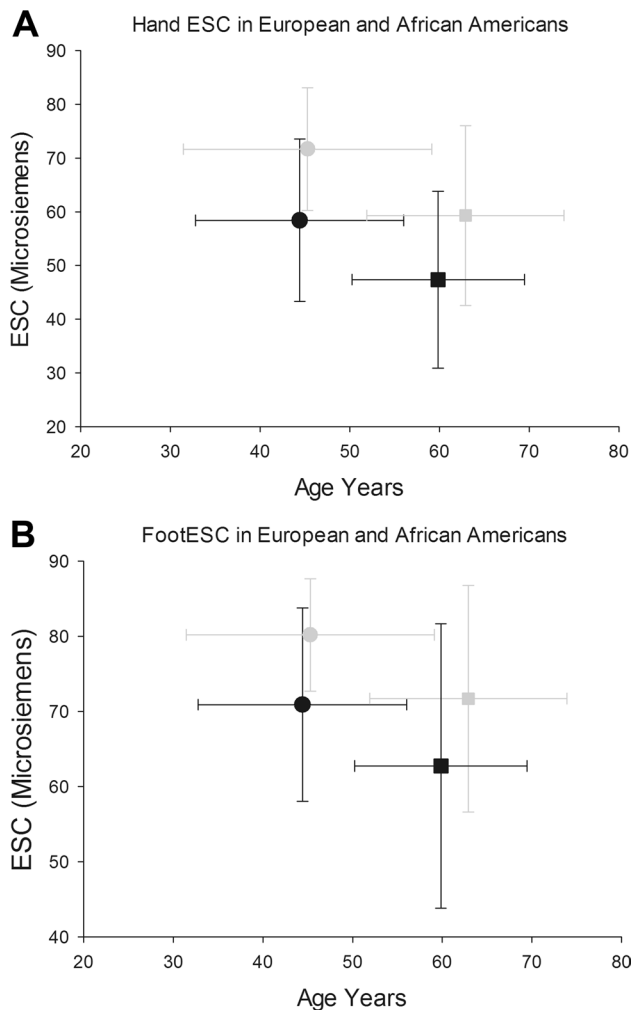 A
Hand ESC in European and African Americans
90
80
70
60
50
40
30
20
ESC (Microsiemens)
20 30 40 50 60 70 80
Age Years
B
FootESC in European and African Americans
90
80
70
60
50
40
ESC (Microsiemens)
20 30 40 50 60 70 80
Age Years